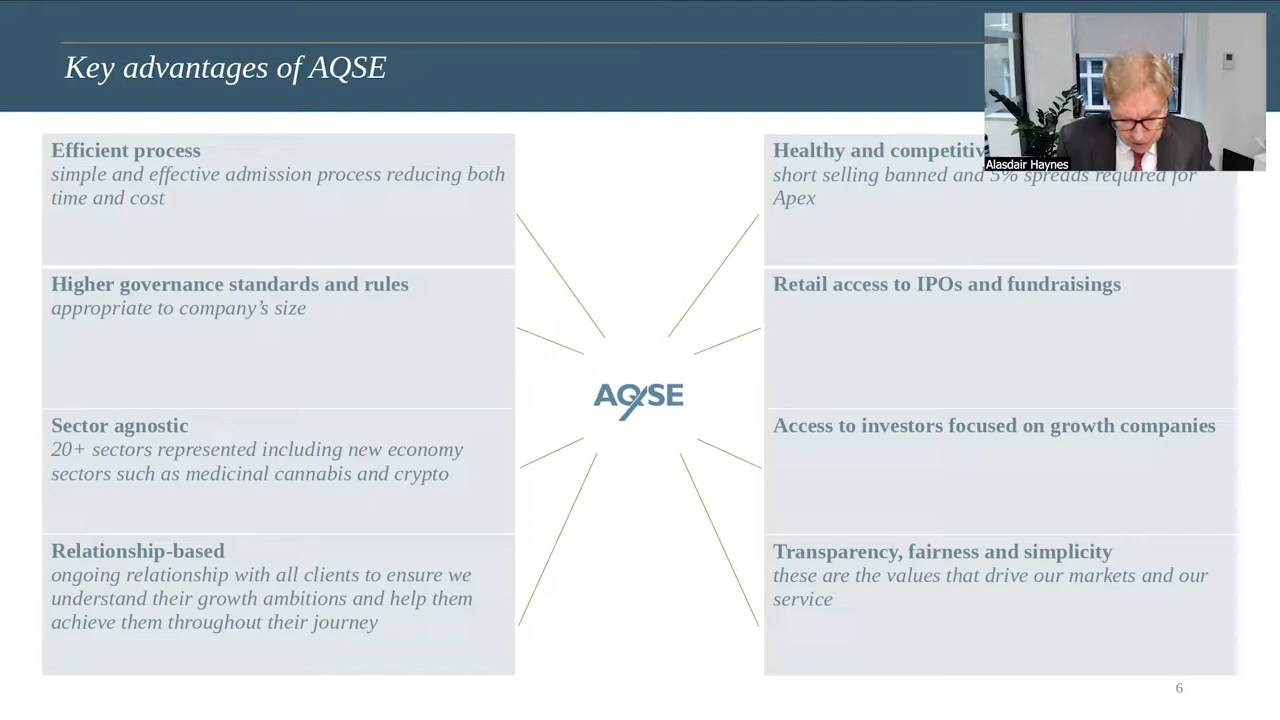 Key advantages of AQSE
Alasdair Haynes
Efficient process
simple and effective admission process reducing both
time and cost
Higher governance standards and rules
appropriate to company’s size
Sector agnostic
20+ sectors represented including new economy
sectors such as medicinal cannabis and crypto
Relationship-based
ongoing relationship with all clients to ensure we
understand their growth ambitions and help them
achieve them throughout their journey
AQSE
Healthy and
short selling banned and 5% spreads required for
Apex
Retail access to IPOs and fundraisings
Access to investors focused on growth companies
Transparency, fairness and simplicity
these are the values that drive our markets and our
service
6